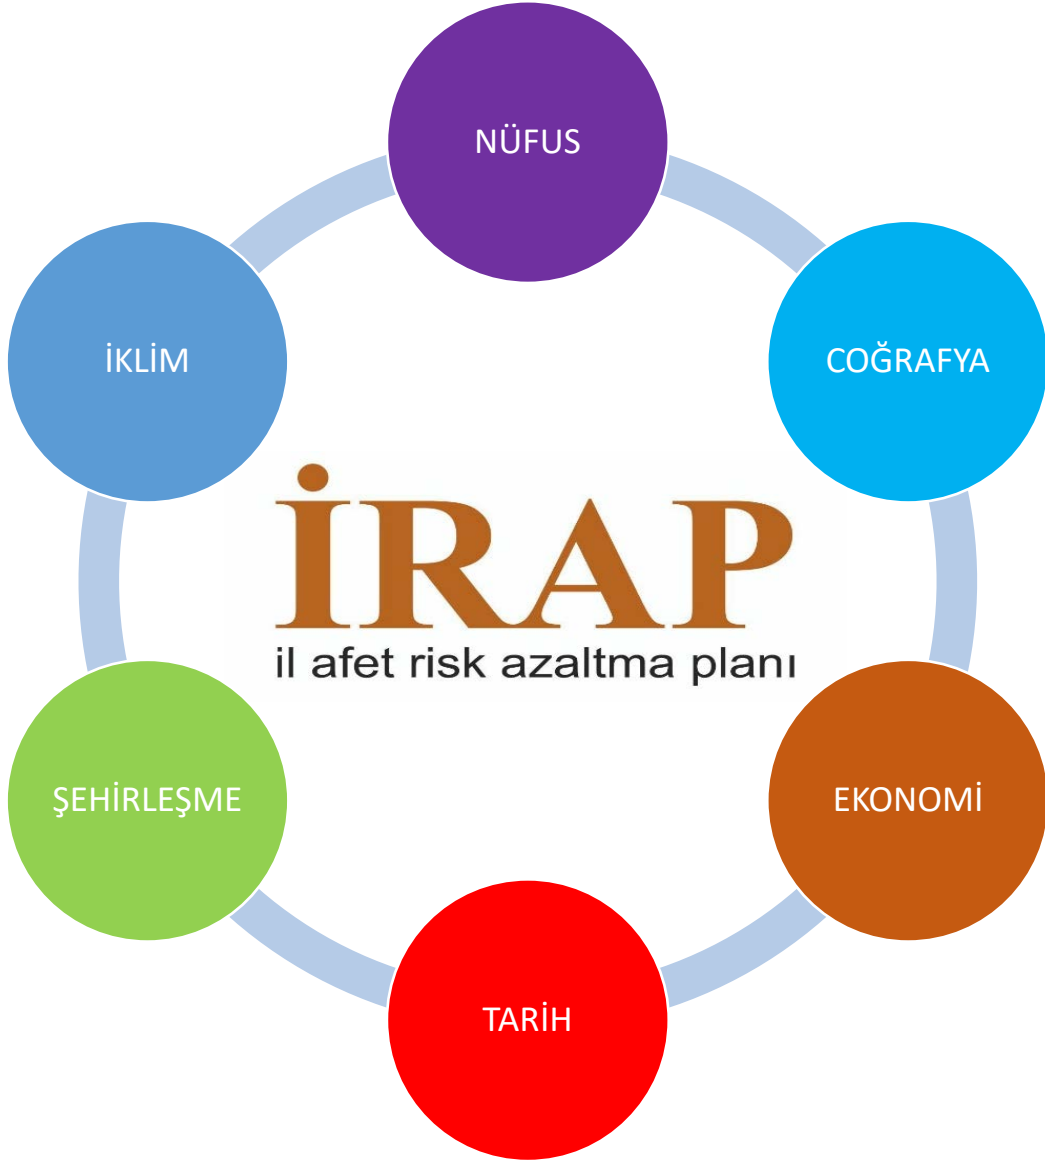 NÜFUS
COĞRAFYA
EKONOMİ
TARİH
ŞEHİRLEŞME
İKLİM
İRAP
il afet risk azaltma planı